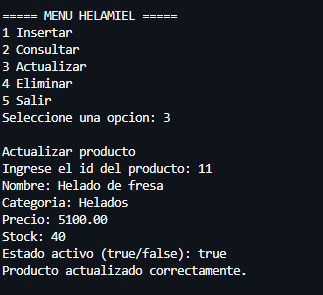 ===== MENU HELAMIEL =====
1 Insertar
2 Consultar
3 Actualizar
4 Eliminar
5 Salir
Seleccione una opcion: 3
Actualizar producto
Ingrese el id del producto: 11
Nombre: Helado de fresa
Categoria: Helados
Precio: 5100.00
Stock: 40
Estado activo (true/false): true
Producto actualizado correctamente.